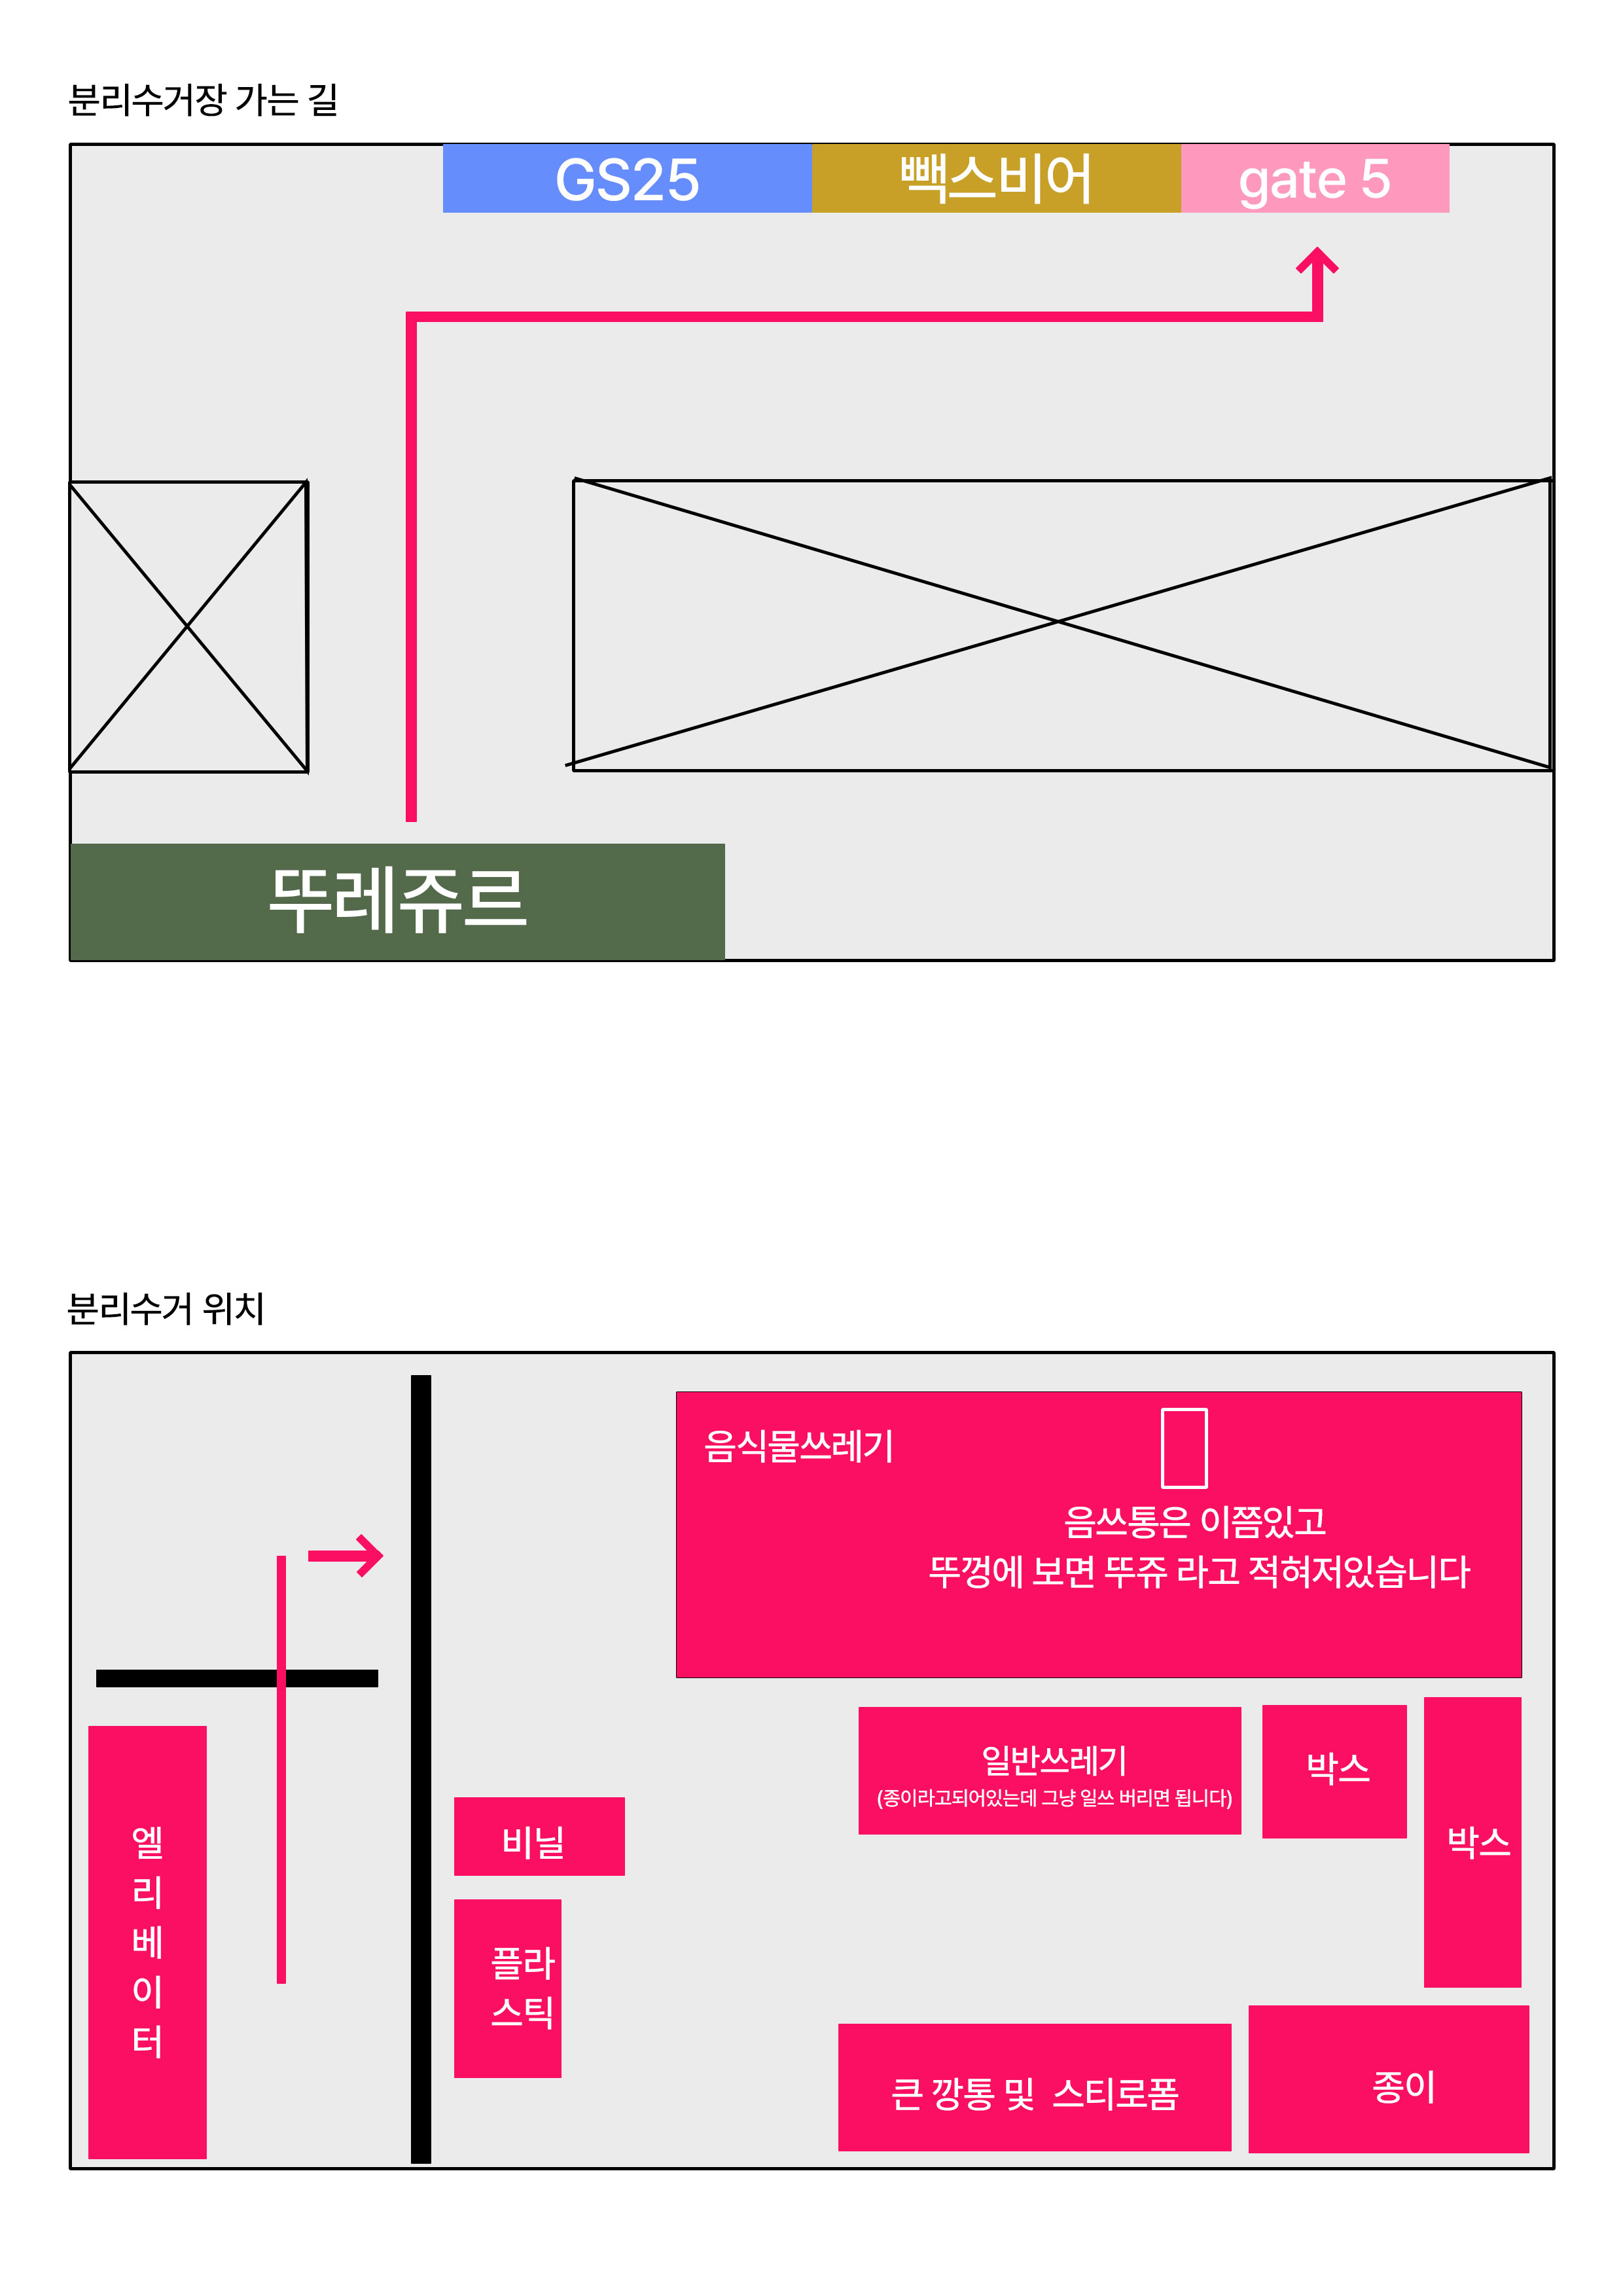 분리수거장 가는 길
GS25
빽스비어
gate 5
뚜레쥬르
분리수거 위치
음식물쓰레기
음쓰통은 이쯤있고
뚜껑에 보면 뚜쥬 라고 적혀저있습니다
일반쓰레기
(종이라고되어있는데 그냥 일쓰 버리면 됩니다)
박스
박스
엘
리
베
이
터
비닐
플라
스틱
큰 깡통 및 스티로폼
종이